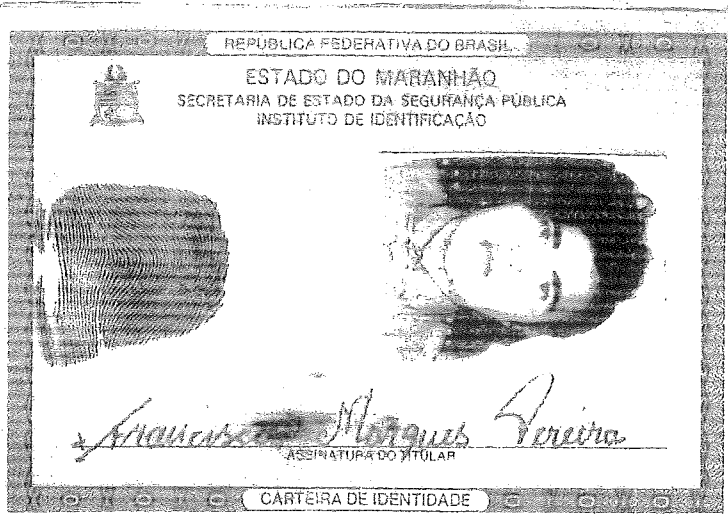 REPÚBLICA FEDERATIVA DO BRASIL
ESTADO DO MARANHÃO
SECRETARIA DE ESTADO DA SEGURANÇA PÚBLICA
INSTITUTO DE IDENTIFICAÇÃO
Marques Pereira
ASSINATURA DO TITULAR
CARTEIRA DE IDENTIDADE